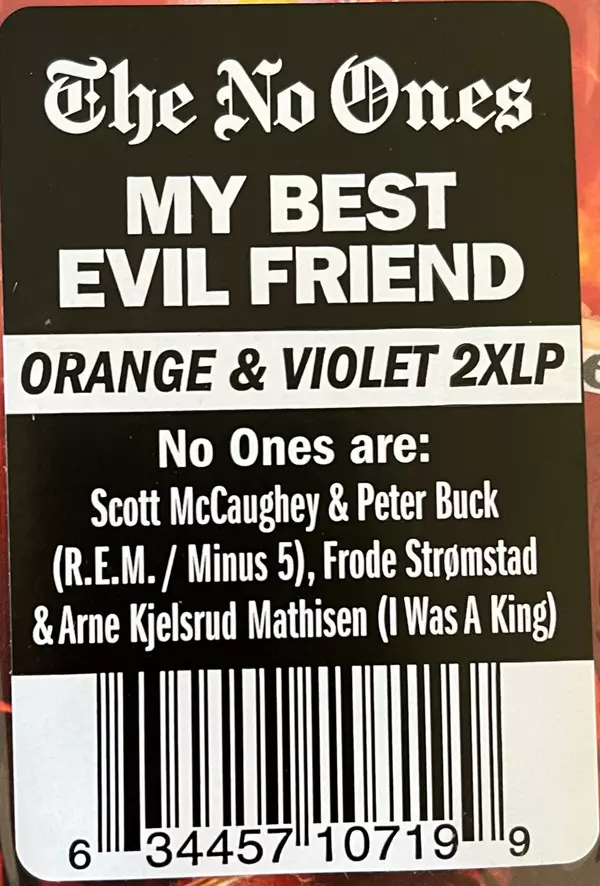 The No Ones
MY BEST
EVIL FRIEND
ORANGE & VIOLET 2XLP
No Ones are:
Scott McCaughey & Peter Buck
(R.E.M. / Minus 5), Frode Strømstad
& Arne Kjelsrud Mathisen (I Was A King)
6 34457 10719 9